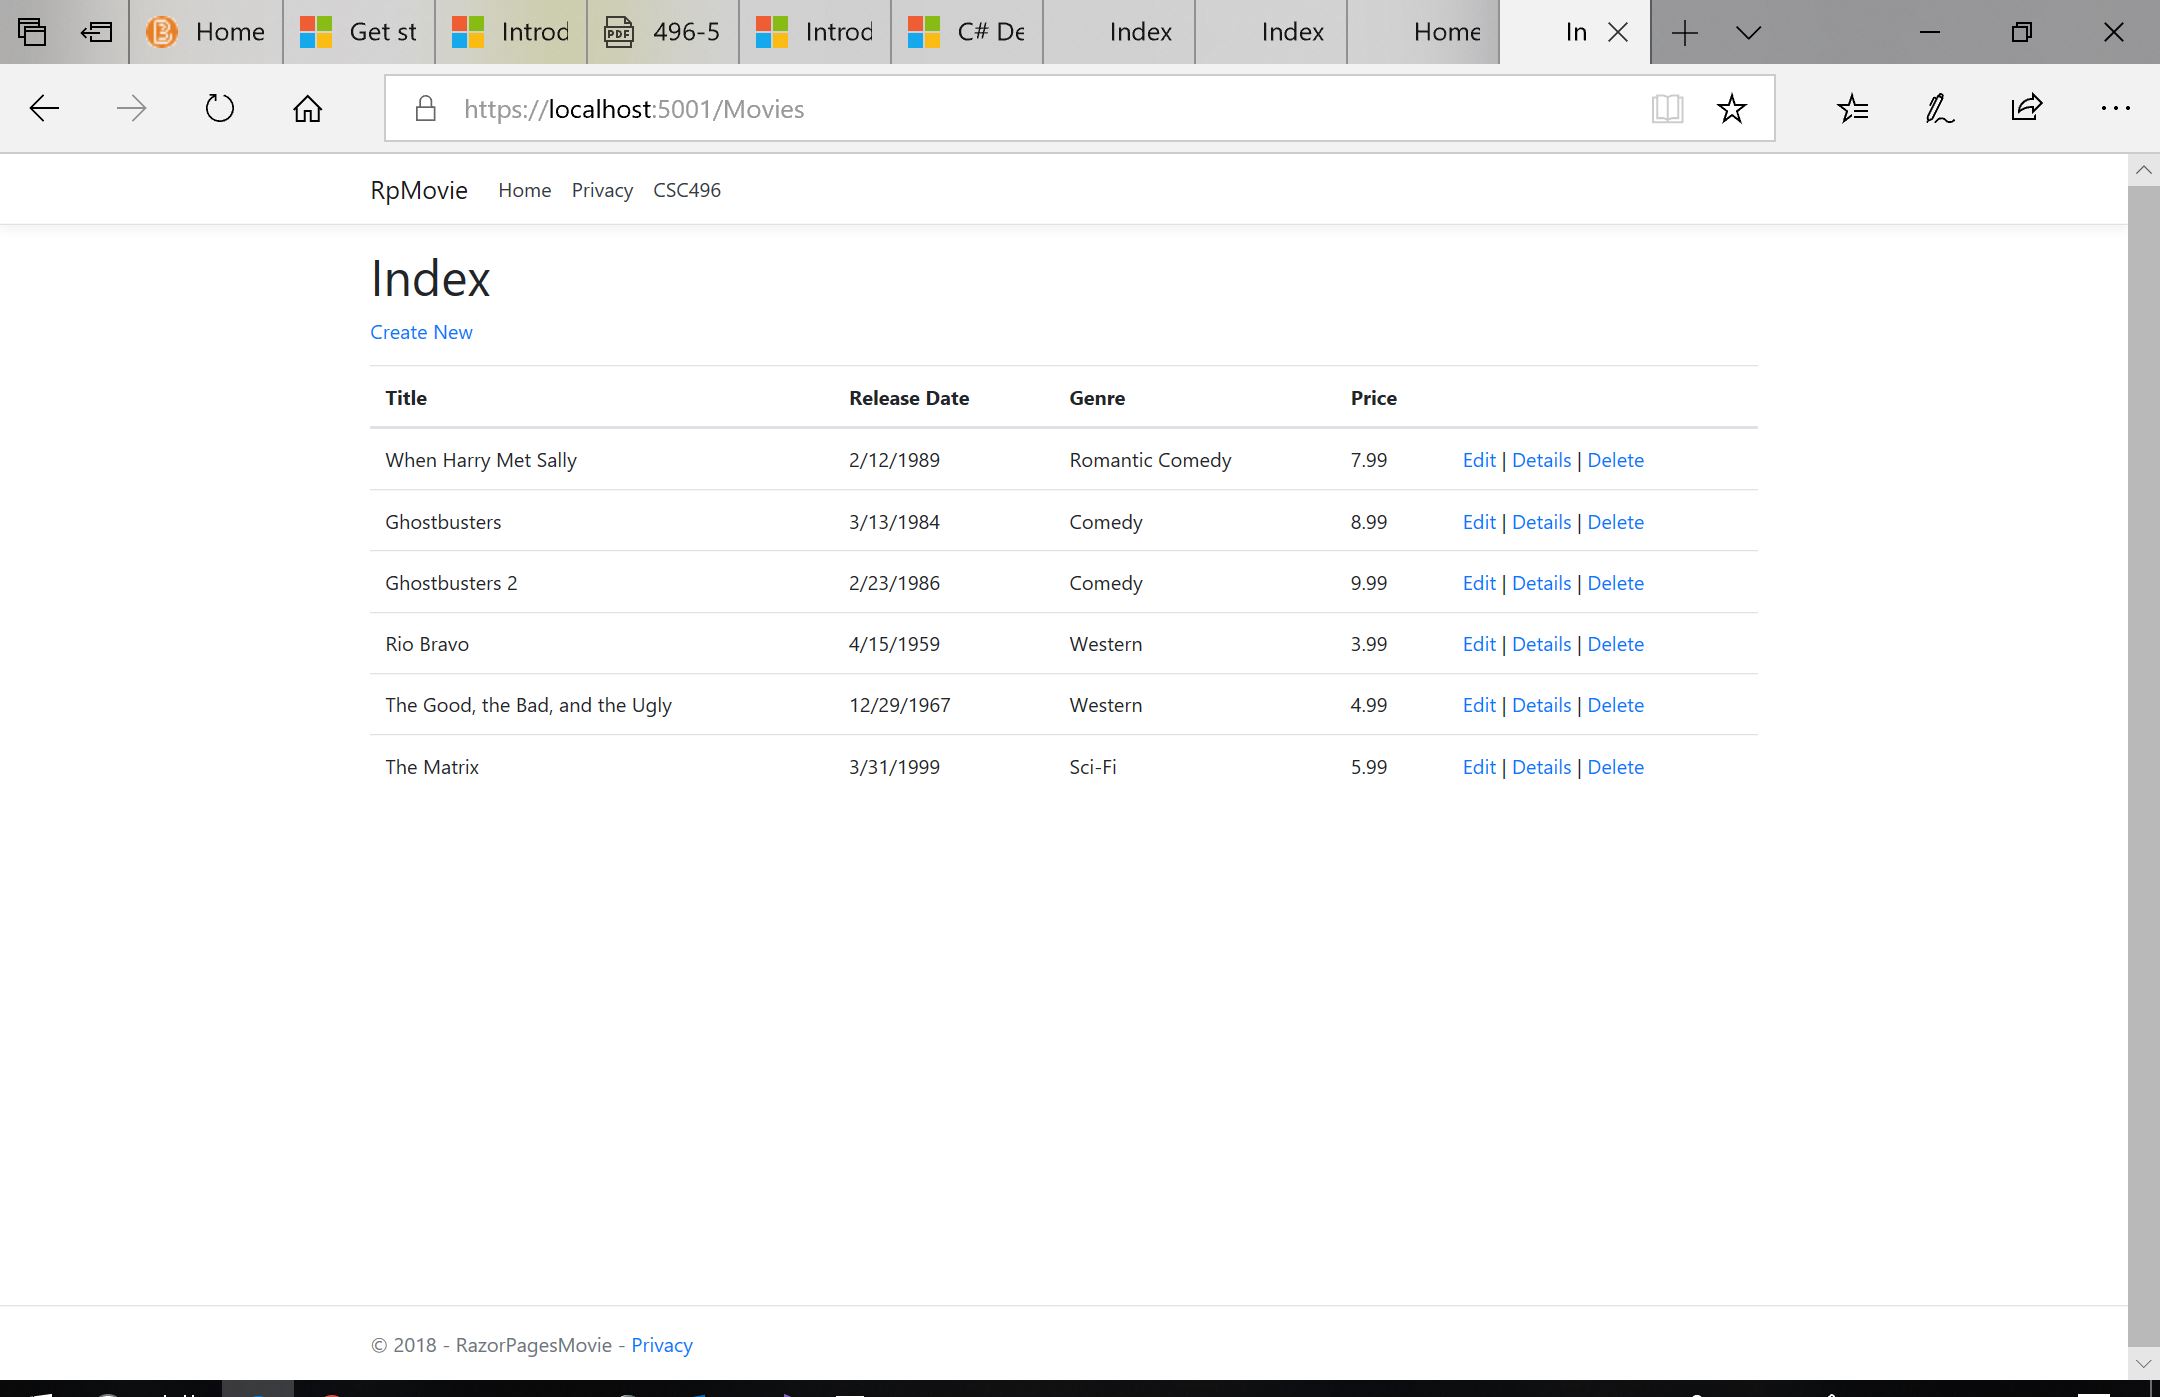 Home Get st Introd 496-5 Introd C# De Index Index Home In
https://localhost:5001/Movies
RpMovie Home Privacy CSC496
Index
Create New
Title Release Date Genre Price
When Harry Met Sally 2/12/1989 Romantic Comedy 7.99 Edit | Details | Delete
Ghostbusters 3/13/1984 Comedy 8.99 Edit | Details | Delete
Ghostbusters 2 2/23/1986 Comedy 9.99 Edit | Details | Delete
Rio Bravo 4/15/1959 Western 3.99 Edit | Details | Delete
The Good, the Bad, and the Ugly 12/29/1967 Western 4.99 Edit | Details | Delete
The Matrix 3/31/1999 Sci-Fi 5.99 Edit | Details | Delete
© 2018 - RazorPagesMovie - Privacy